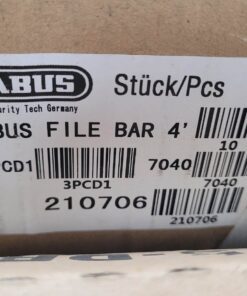 ABUS
Stück/Pcs
urity Tech Germany
BUS FILE BAR 4'
10
PCD1
7040
3PCD1
7040
210706
210706